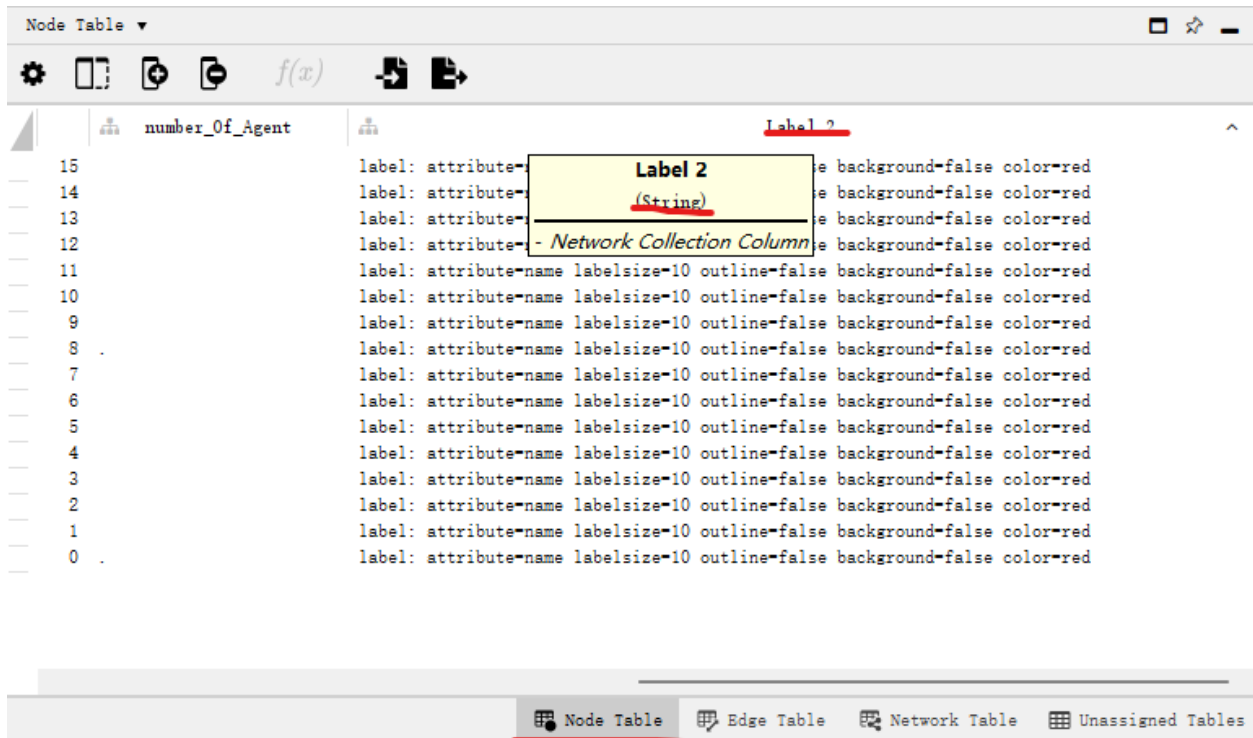 Node Table
f(x)
number_Of_Agent Label 2
15 label: attribute= se background=false color=red
14 label: attribute= se background=false color=red
13 label: attribute= se background=false color=red
12 label: attribute= se background=false color=red
Label 2
(String)
- Network Collection Column
11 label: attribute=name labelsize=10 outline=false background=false color=red
10 label: attribute=name labelsize=10 outline=false background=false color=red
9 label: attribute=name labelsize=10 outline=false background=false color=red
8 . label: attribute=name labelsize=10 outline=false background=false color=red
7 label: attribute=name labelsize=10 outline=false background=false color=red
6 label: attribute=name labelsize=10 outline=false background=false color=red
5 label: attribute=name labelsize=10 outline=false background=false color=red
4 label: attribute=name labelsize=10 outline=false background=false color=red
3 label: attribute=name labelsize=10 outline=false background=false color=red
2 label: attribute=name labelsize=10 outline=false background=false color=red
1 label: attribute=name labelsize=10 outline=false background=false color=red
0 . label: attribute=name labelsize=10 outline=false background=false color=red
Node Table Edge Table Network Table Unassigned Tables